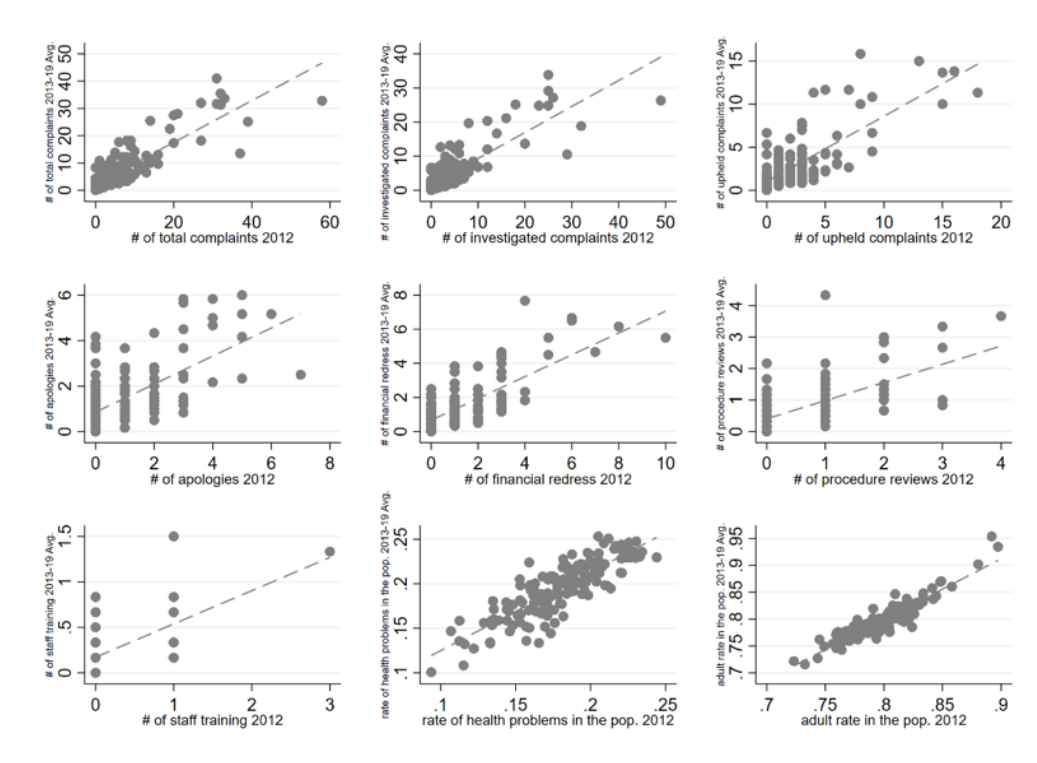 # of total complaints 2013-19 Avg.
0 10 20 30 40 50
0 20 40 60
# of total complaints 2012
# of investigated complaints 2013-19 Avg.
0 10 20 30 40
0 10 20 30 40 50
# of investigated complaints 2012
# of upheld complaints 2013-19 Avg.
0 5 10 15
0 5 10 15 20
# of upheld complaints 2012
# of apologies 2013-19 Avg.
0 2 4 6
0 2 4 6 8
# of apologies 2012
# of financial redress 2013-19 Avg.
0 2 4 6 8
0 2 4 6 8 10
# of financial redress 2012
# of procedure reviews 2013-19 Avg.
0 1 2 3 4
0 1 2 3 4
# of procedure reviews 2012
# of staff training 2013-19 Avg.
0 .5 1 1.5
0 1 2 3
# of staff training 2012
rate of health problems in the pop. 2013-19 Avg.
.1 .15 .2 .25
.1 .15 .2 .25
rate of health problems in the pop. 2012
adult rate in the pop. 2013-19 Avg.
.7 .75 .8 .85 .9 .95
.7 .75 .8 .85 .9
adult rate in the pop. 2012